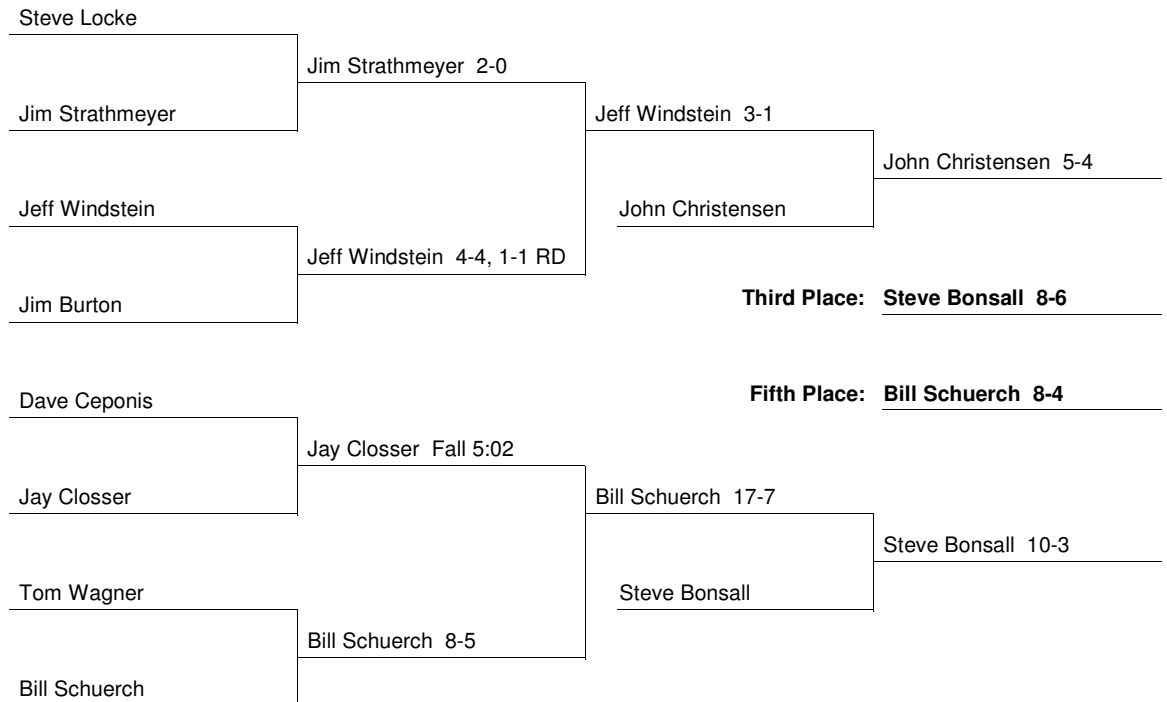 Steve Locke
Jim Strathmeyer 2-0
Jim Strathmeyer
Jeff Windstein 3-1
John Christensen 5-4
Jeff Windstein
John Christensen
Jeff Windstein 4-4, 1-1 RD
Jim Burton
Third Place: Steve Bonsall 8-6
Dave Ceponis
Fifth Place: Bill Schuerch 8-4
Jay Closser Fall 5:02
Jay Closser
Bill Schuerch 17-7
Steve Bonsall 10-3
Tom Wagner
Steve Bonsall
Bill Schuerch 8-5
Bill Schuerch